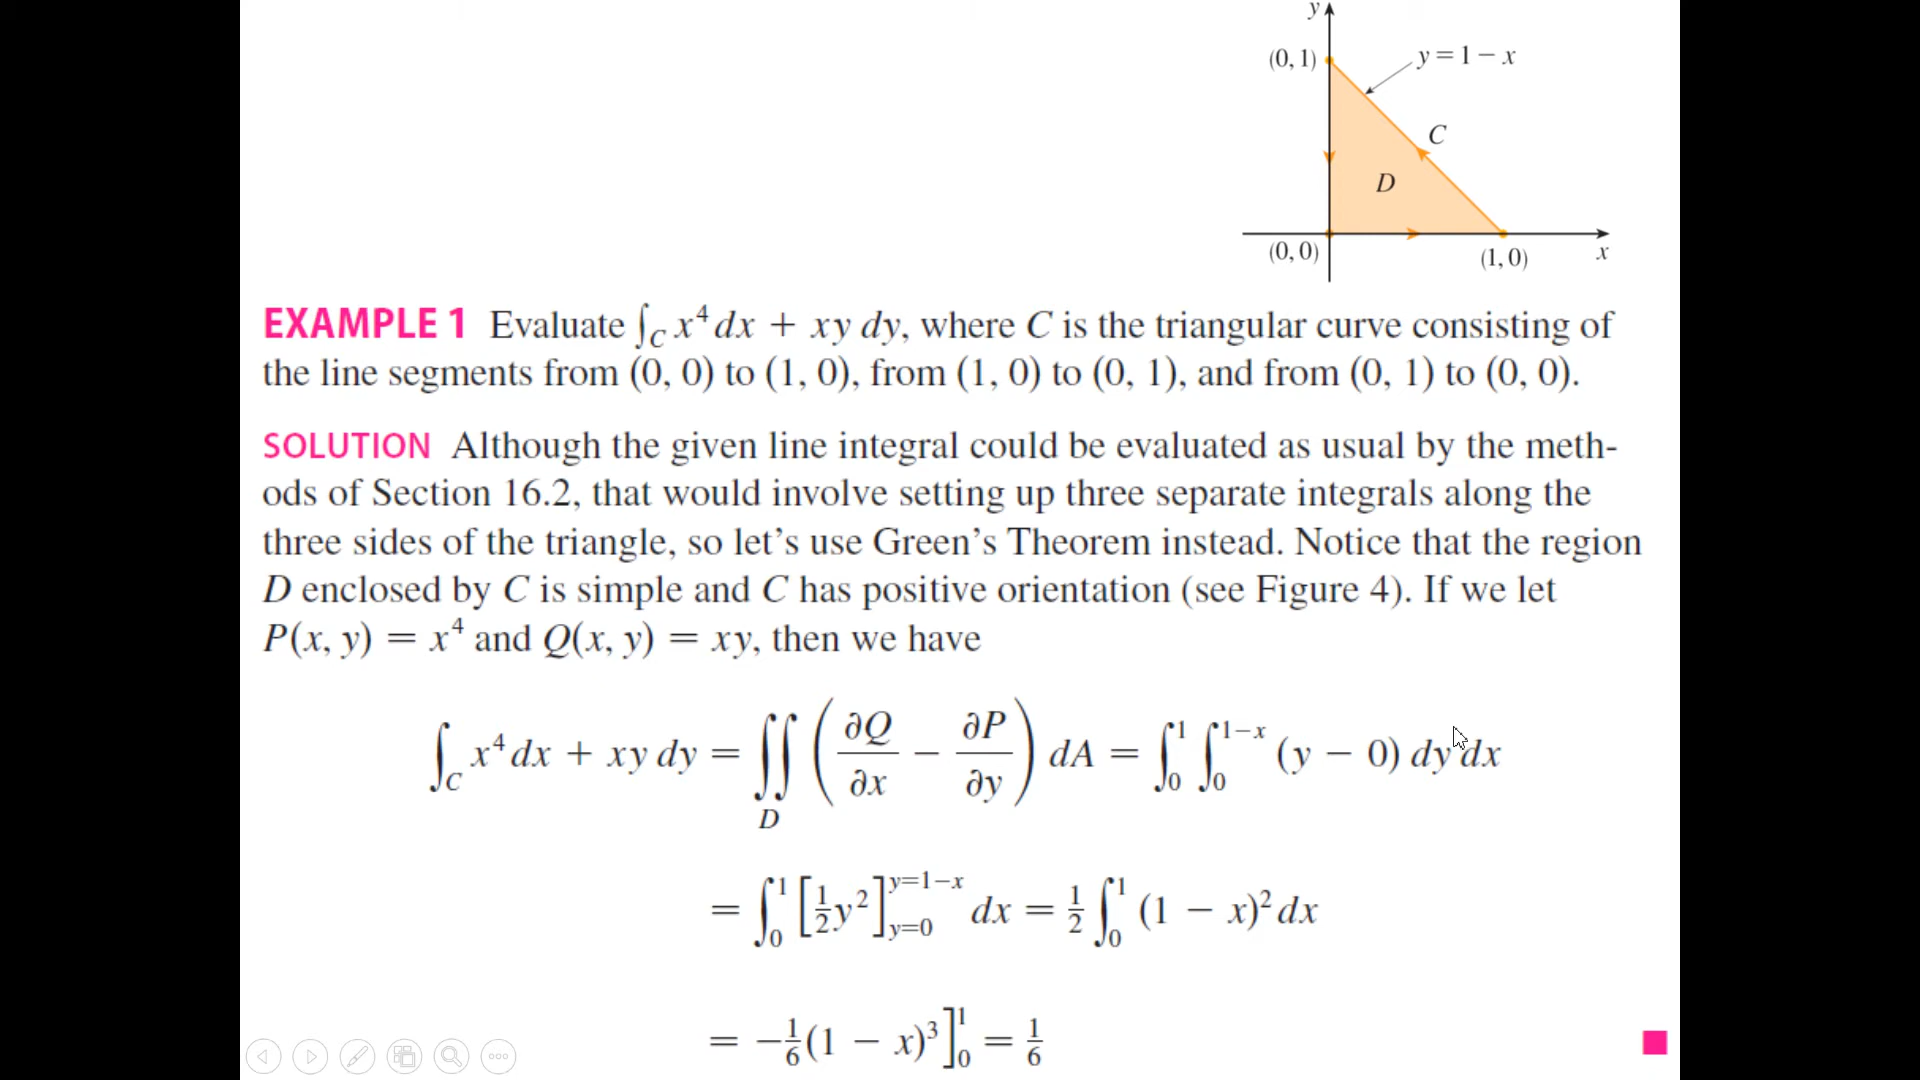 y
(0, 1)
y = 1 − x
C
D
(0, 0)
(1, 0)
x
EXAMPLE 1 Evaluate ∫_C x⁴ dx + xy dy, where C is the triangular curve consisting of
the line segments from (0, 0) to (1, 0), from (1, 0) to (0, 1), and from (0, 1) to (0, 0).
SOLUTION Although the given line integral could be evaluated as usual by the meth-
ods of Section 16.2, that would involve setting up three separate integrals along the
three sides of the triangle, so let's use Green's Theorem instead. Notice that the region
D enclosed by C is simple and C has positive orientation (see Figure 4). If we let
P(x, y) = x⁴ and Q(x, y) = xy, then we have
∫_C x⁴ dx + xy dy = ∬_D (∂Q/∂x − ∂P/∂y) dA = ∫₀¹ ∫₀^(1−x) (y − 0) dy dx
= ∫₀¹ [½y²]_(y=0)^(y=1−x) dx = ½ ∫₀¹ (1 − x)² dx
= −⅙(1 − x)³]₀¹ = ⅙